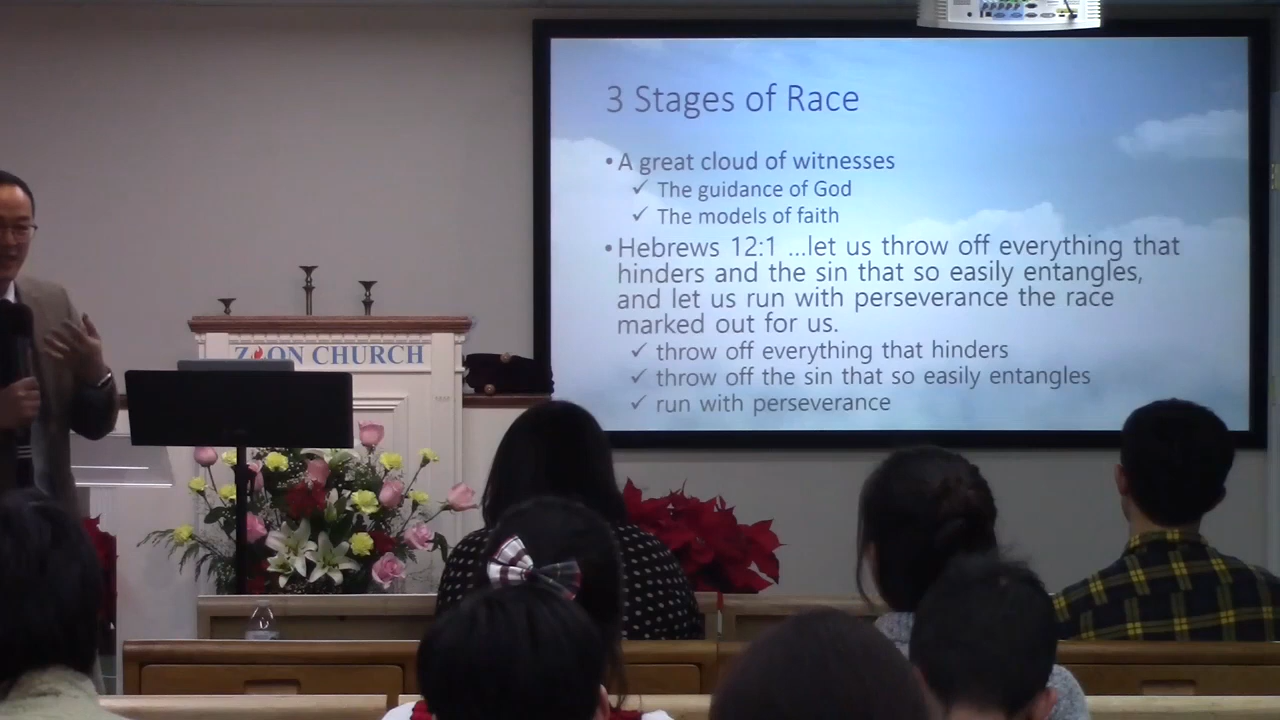 3 Stages of Race
• A great cloud of witnesses
✓ The guidance of God
✓ The models of faith
• Hebrews 12:1 ...let us throw off everything that
hinders and the sin that so easily entangles,
and let us run with perseverance the race
marked out for us.
✓ throw off everything that hinders
✓ throw off the sin that so easily entangles
✓ run with perseverance
ZION CHURCH